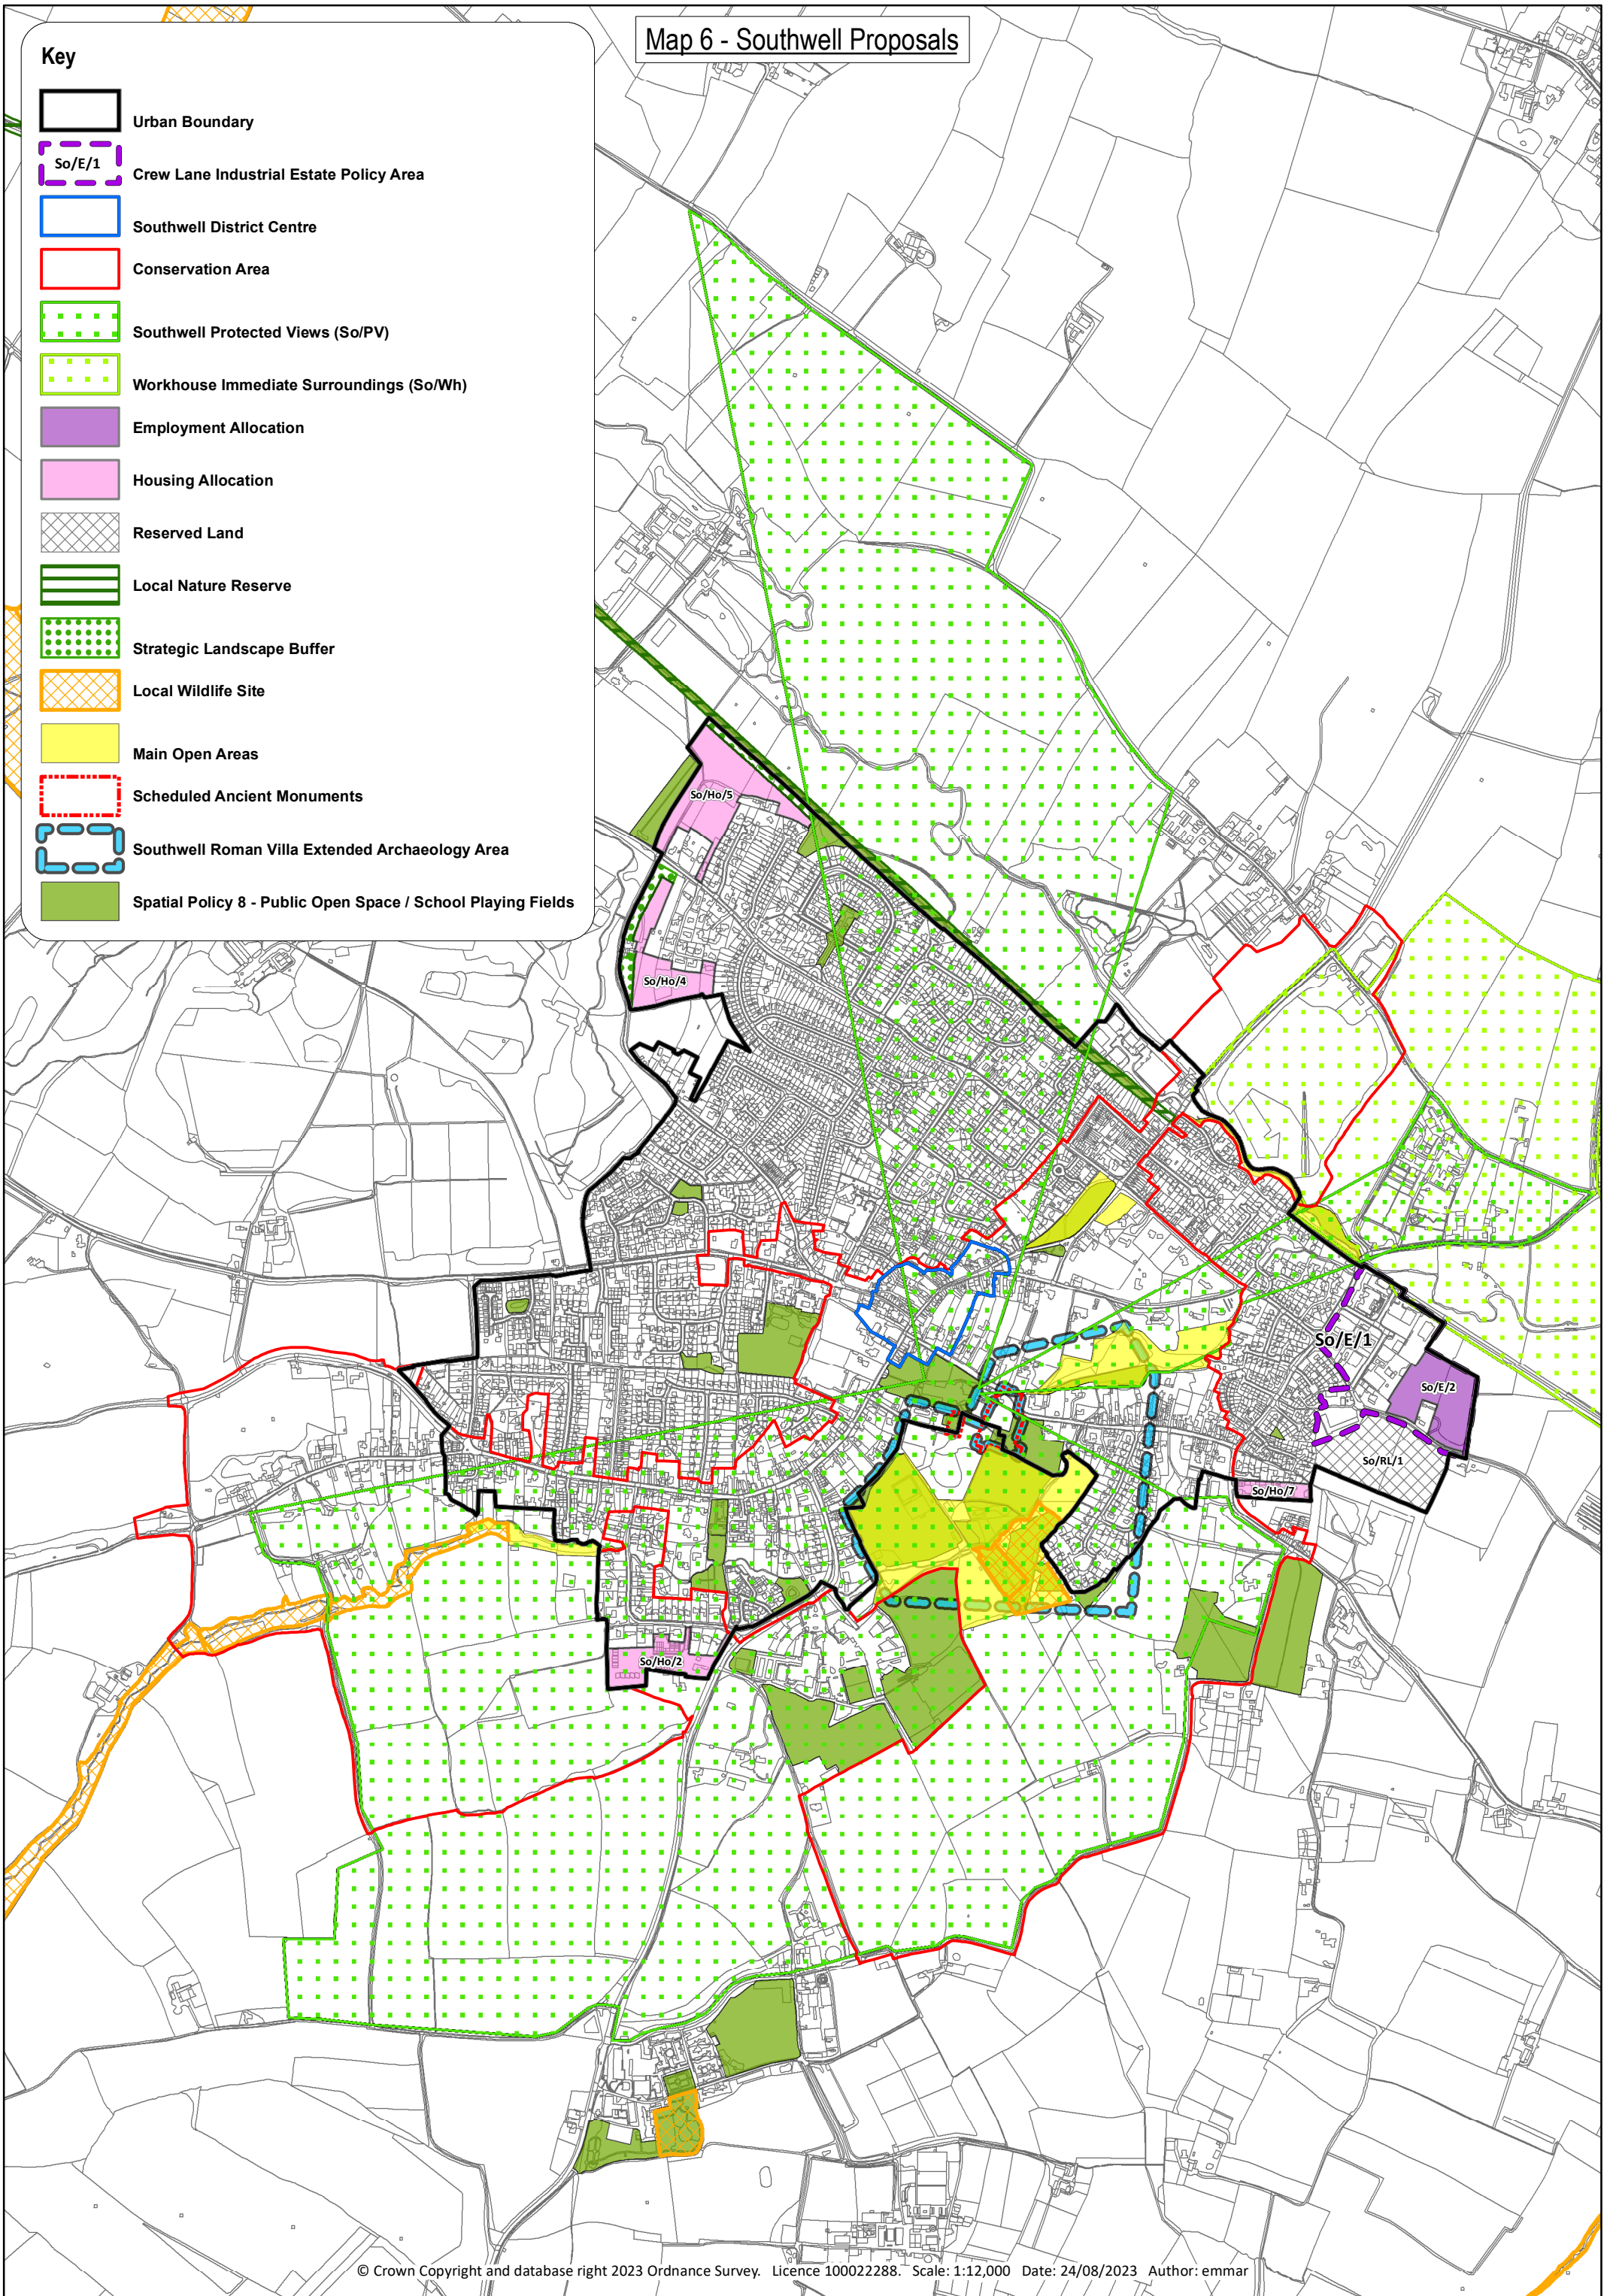 Map 6 - Southwell Proposals
Key
Urban Boundary
So/E/1
Crew Lane Industrial Estate Policy Area
Southwell District Centre
Conservation Area
Southwell Protected Views (So/PV)
Workhouse Immediate Surroundings (So/Wh)
Employment Allocation
Housing Allocation
Reserved Land
Local Nature Reserve
Strategic Landscape Buffer
Local Wildlife Site
Main Open Areas
Scheduled Ancient Monuments
Southwell Roman Villa Extended Archaeology Area
Spatial Policy 8 - Public Open Space / School Playing Fields
So/Ho/5
So/Ho/4
So/E/1
So/E/2
So/RL/1
So/Ho/7
So/Ho/2
© Crown Copyright and database right 2023 Ordnance Survey. Licence 100022288. Scale: 1:12,000 Date: 24/08/2023 Author: emmar